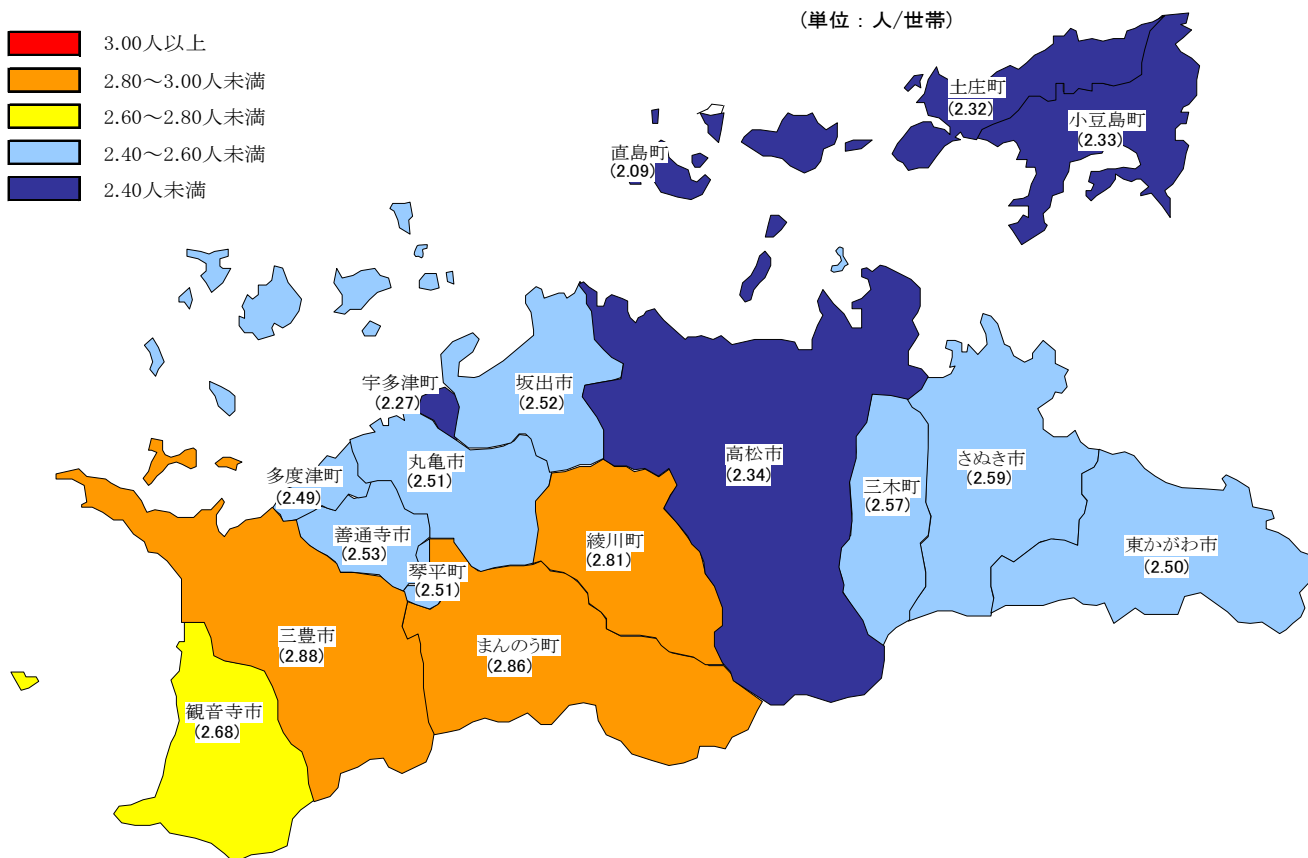 (単位：人/世帯)
3.00人以上
2.80～3.00人未満
2.60～2.80人未満
2.40～2.60人未満
2.40人未満
土庄町
(2.32)
小豆島町
(2.33)
直島町
(2.09)
宇多津町
(2.27)
坂出市
(2.52)
高松市
(2.34)
さぬき市
(2.59)
多度津町
(2.49)
丸亀市
(2.51)
三木町
(2.57)
善通寺市
(2.53)
綾川町
(2.81)
東かがわ市
(2.50)
琴平町
(2.51)
三豊市
(2.88)
まんのう町
(2.86)
観音寺市
(2.68)